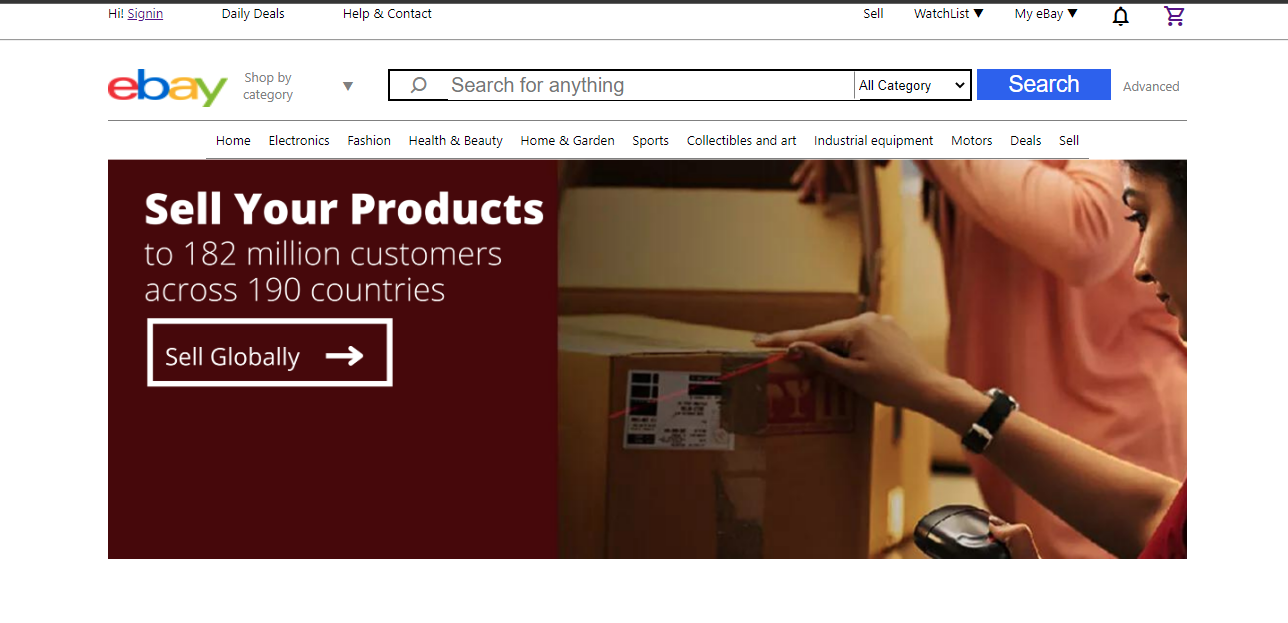 Hi! Signin Daily Deals Help & Contact Sell WatchList ▼ My eBay ▼
ebay
Shop by
category ▼
Search for anything All Category Search Advanced
Home Electronics Fashion Health & Beauty Home & Garden Sports Collectibles and art Industrial equipment Motors Deals Sell
Sell Your Products
to 182 million customers
across 190 countries
Sell Globally →